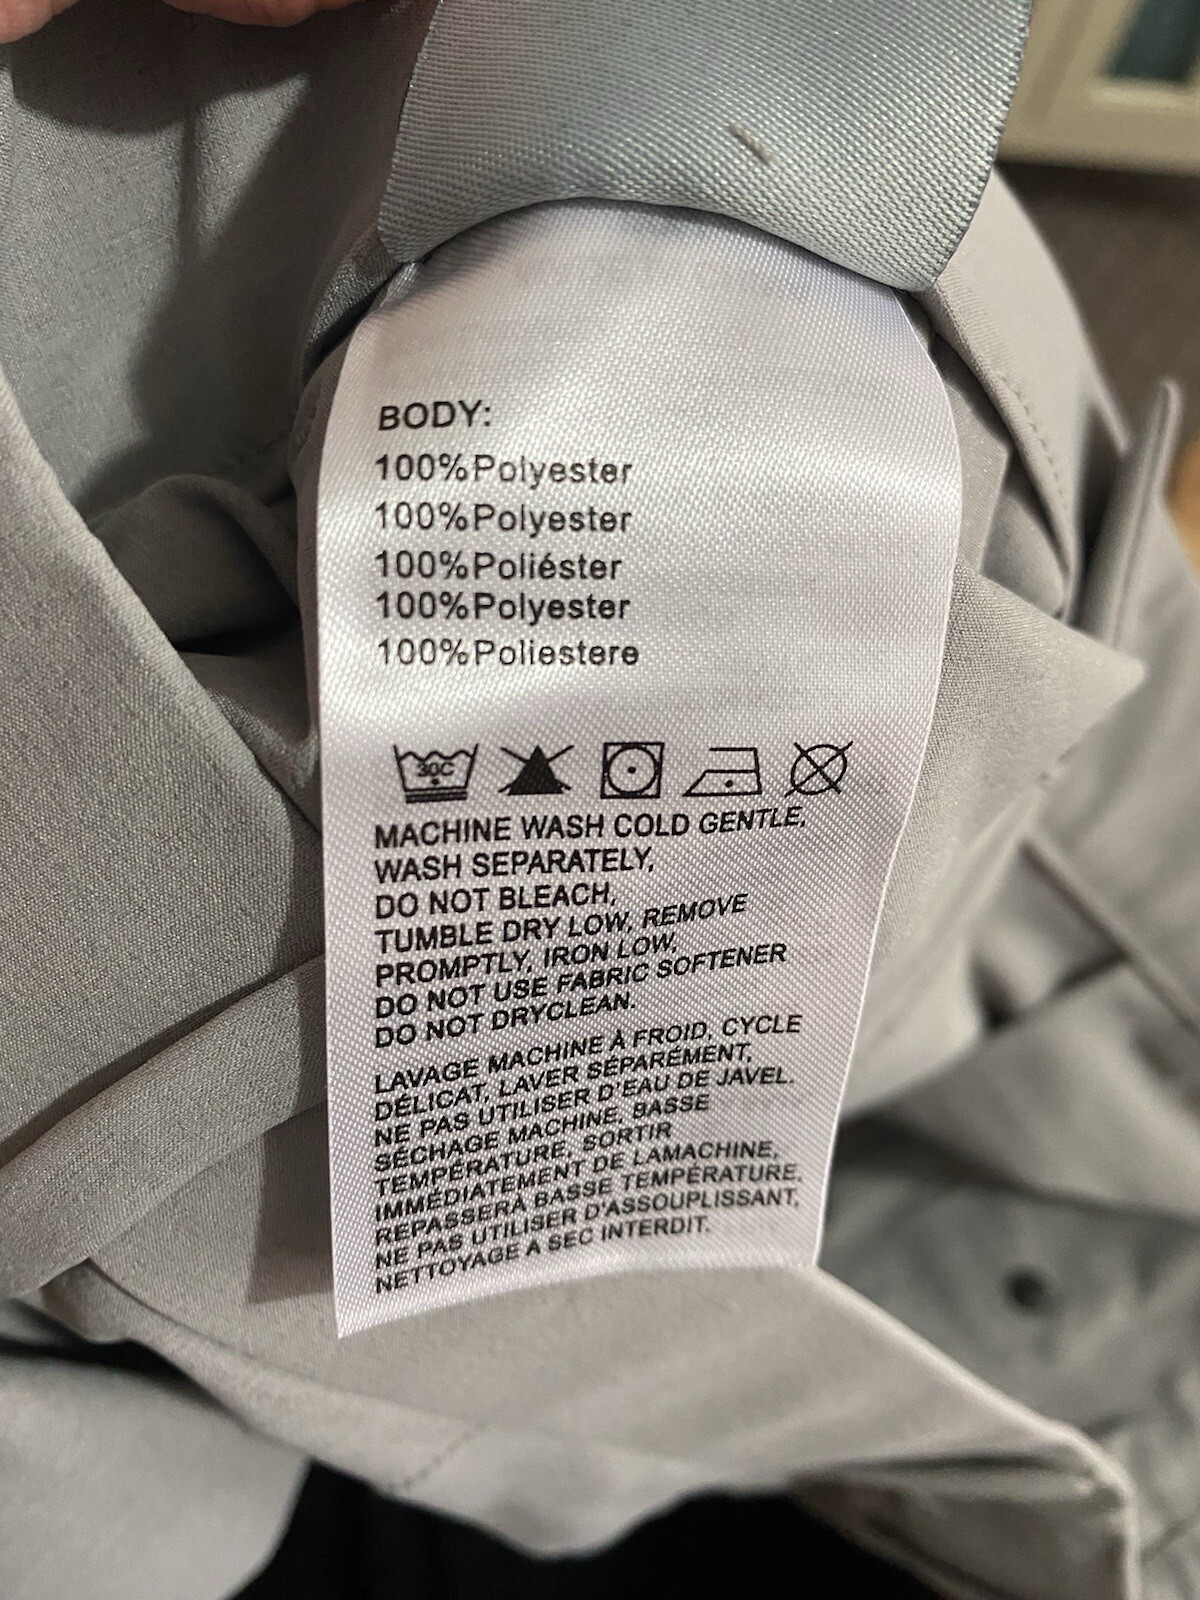 BODY:
100%Polyester
100%Polyester
100%Poliéster
100%Polyester
100%Poliestere
30C
MACHINE WASH COLD GENTLE,
WASH SEPARATELY,
DO NOT BLEACH,
TUMBLE DRY LOW, REMOVE
PROMPTLY, IRON LOW,
DO NOT USE FABRIC SOFTENER
DO NOT DRYCLEAN.
LAVAGE MACHINE À FROID, CYCLE
DÉLICAT, LAVER SÉPARÉMENT,
NE PAS UTILISER D'EAU DE JAVEL.
SÉCHAGE MACHINE, BASSE
TEMPÉRATURE, SORTIR
IMMÉDIATEMENT DE LAMACHINE,
REPASSERÀ BASSE TEMPÉRATURE,
NE PAS UTILISER D'ASSOUPLISSANT,
NETTOYAGE A SEC INTERDIT.